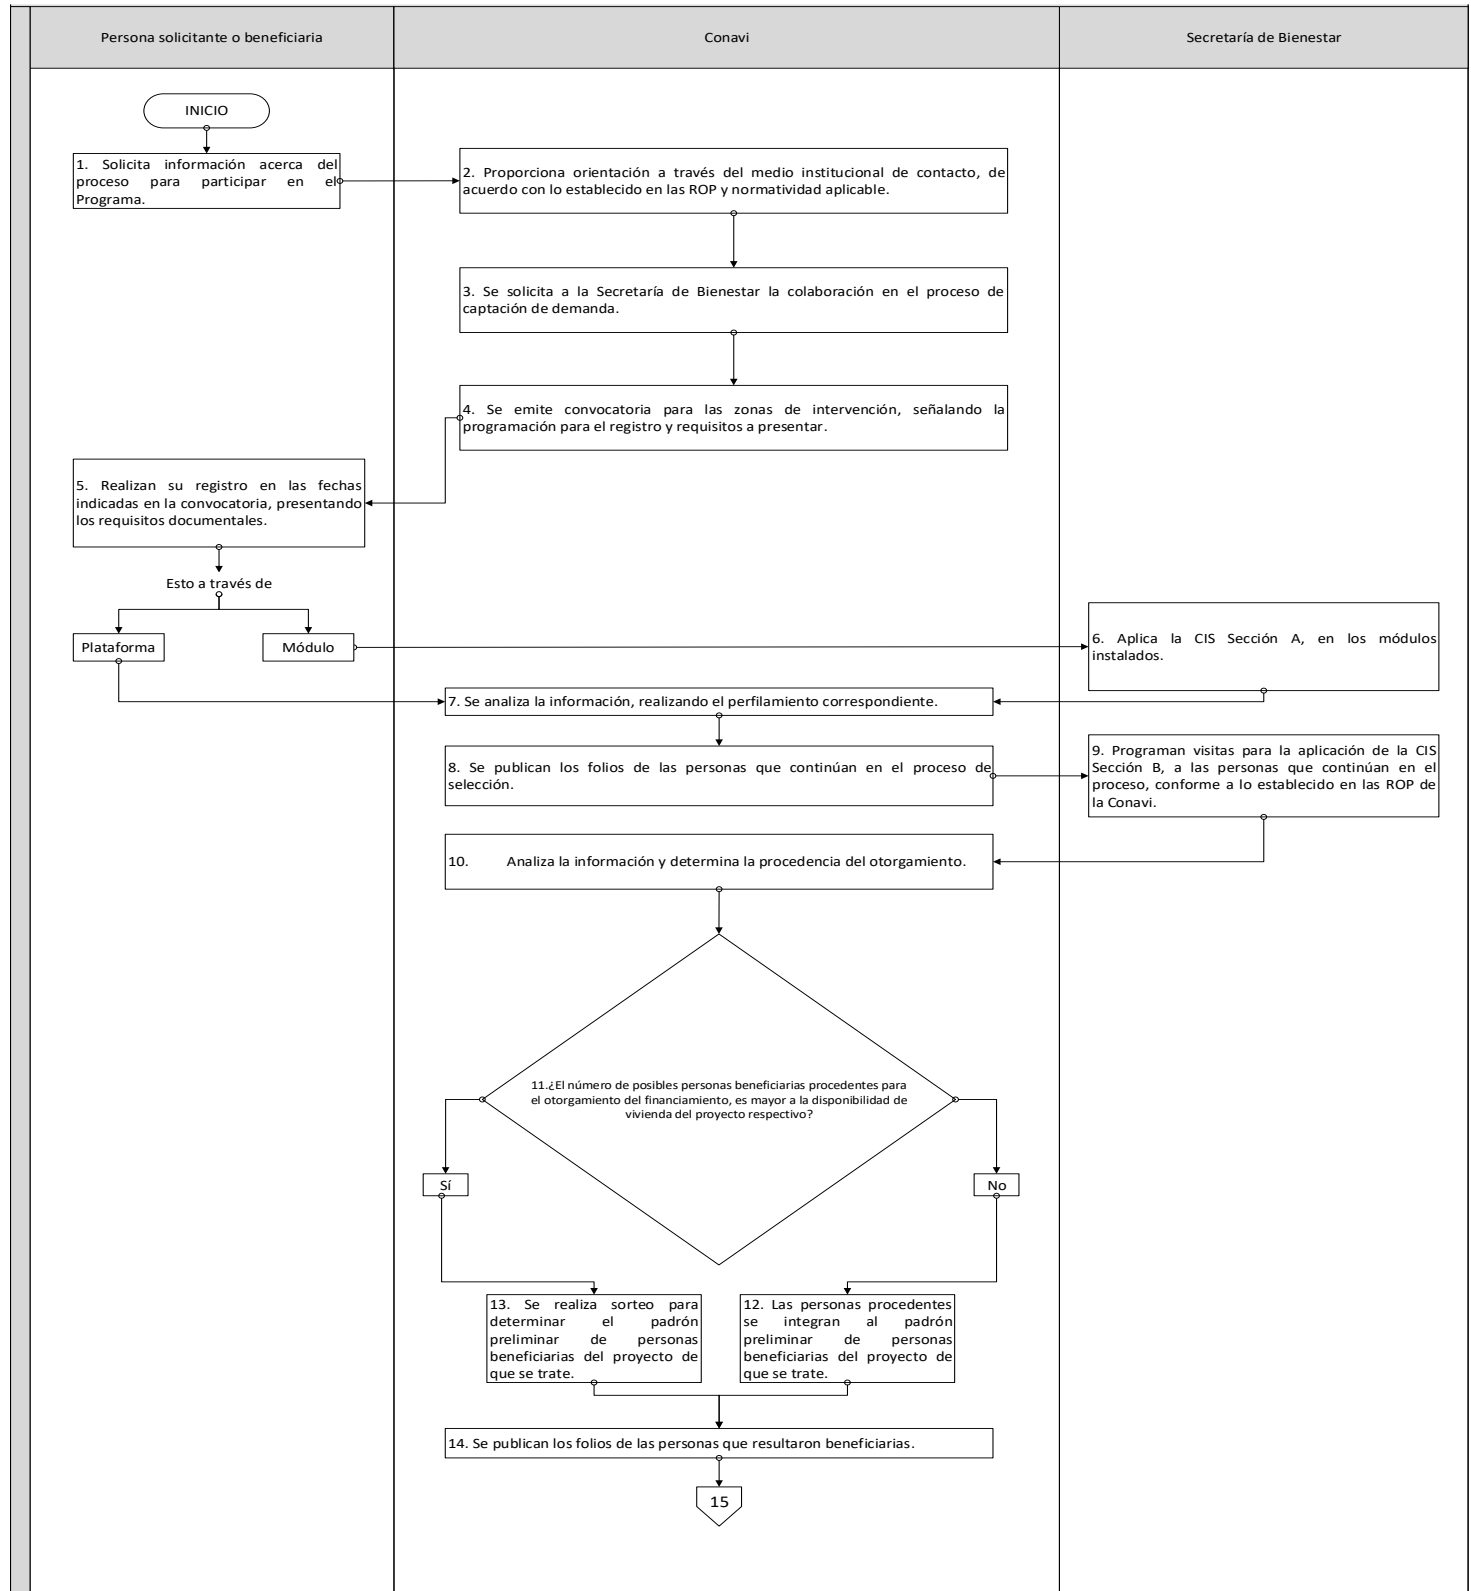 Persona solicitante o beneficiaria
Conavi
Secretaría de Bienestar
INICIO
1. Solicita información acerca del
proceso para participar en el
Programa.
2. Proporciona orientación a través del medio institucional de contacto, de
acuerdo con lo establecido en las ROP y normatividad aplicable.
3. Se solicita a la Secretaría de Bienestar la colaboración en el proceso de
captación de demanda.
4. Se emite convocatoria para las zonas de intervención, señalando la
programación para el registro y requisitos a presentar.
5. Realizan su registro en las fechas
indicadas en la convocatoria, presentando
los requisitos documentales.
Esto a través de
Plataforma
Módulo
6. Aplica la CIS Sección A, en los módulos
instalados.
7. Se analiza la información, realizando el perfilamiento correspondiente.
8. Se publican los folios de las personas que continúan en el proceso de
selección.
9. Programan visitas para la aplicación de la CIS
Sección B, a las personas que continúan en el
proceso, conforme a lo establecido en las ROP de
la Conavi.
10. Analiza la información y determina la procedencia del otorgamiento.
11.¿El número de posibles personas beneficiarias procedentes para
el otorgamiento del financiamiento, es mayor a la disponibilidad de
vivienda del proyecto respectivo?
Sí
No
13. Se realiza sorteo para
determinar el padrón
preliminar de personas
beneficiarias del proyecto de
que se trate.
12. Las personas procedentes
se integran al padrón
preliminar de personas
beneficiarias del proyecto de
que se trate.
14. Se publican los folios de las personas que resultaron beneficiarias.
15